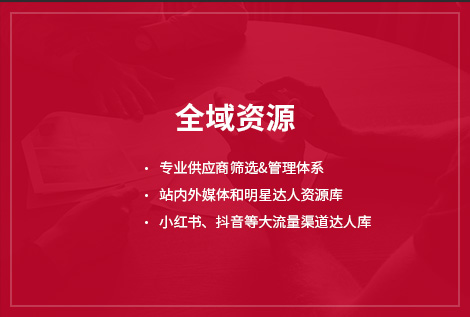 全域资源
· 专业供应商筛选&管理体系
· 站内外媒体和明星达人资源库
· 小红书、抖音等大流量渠道达人库